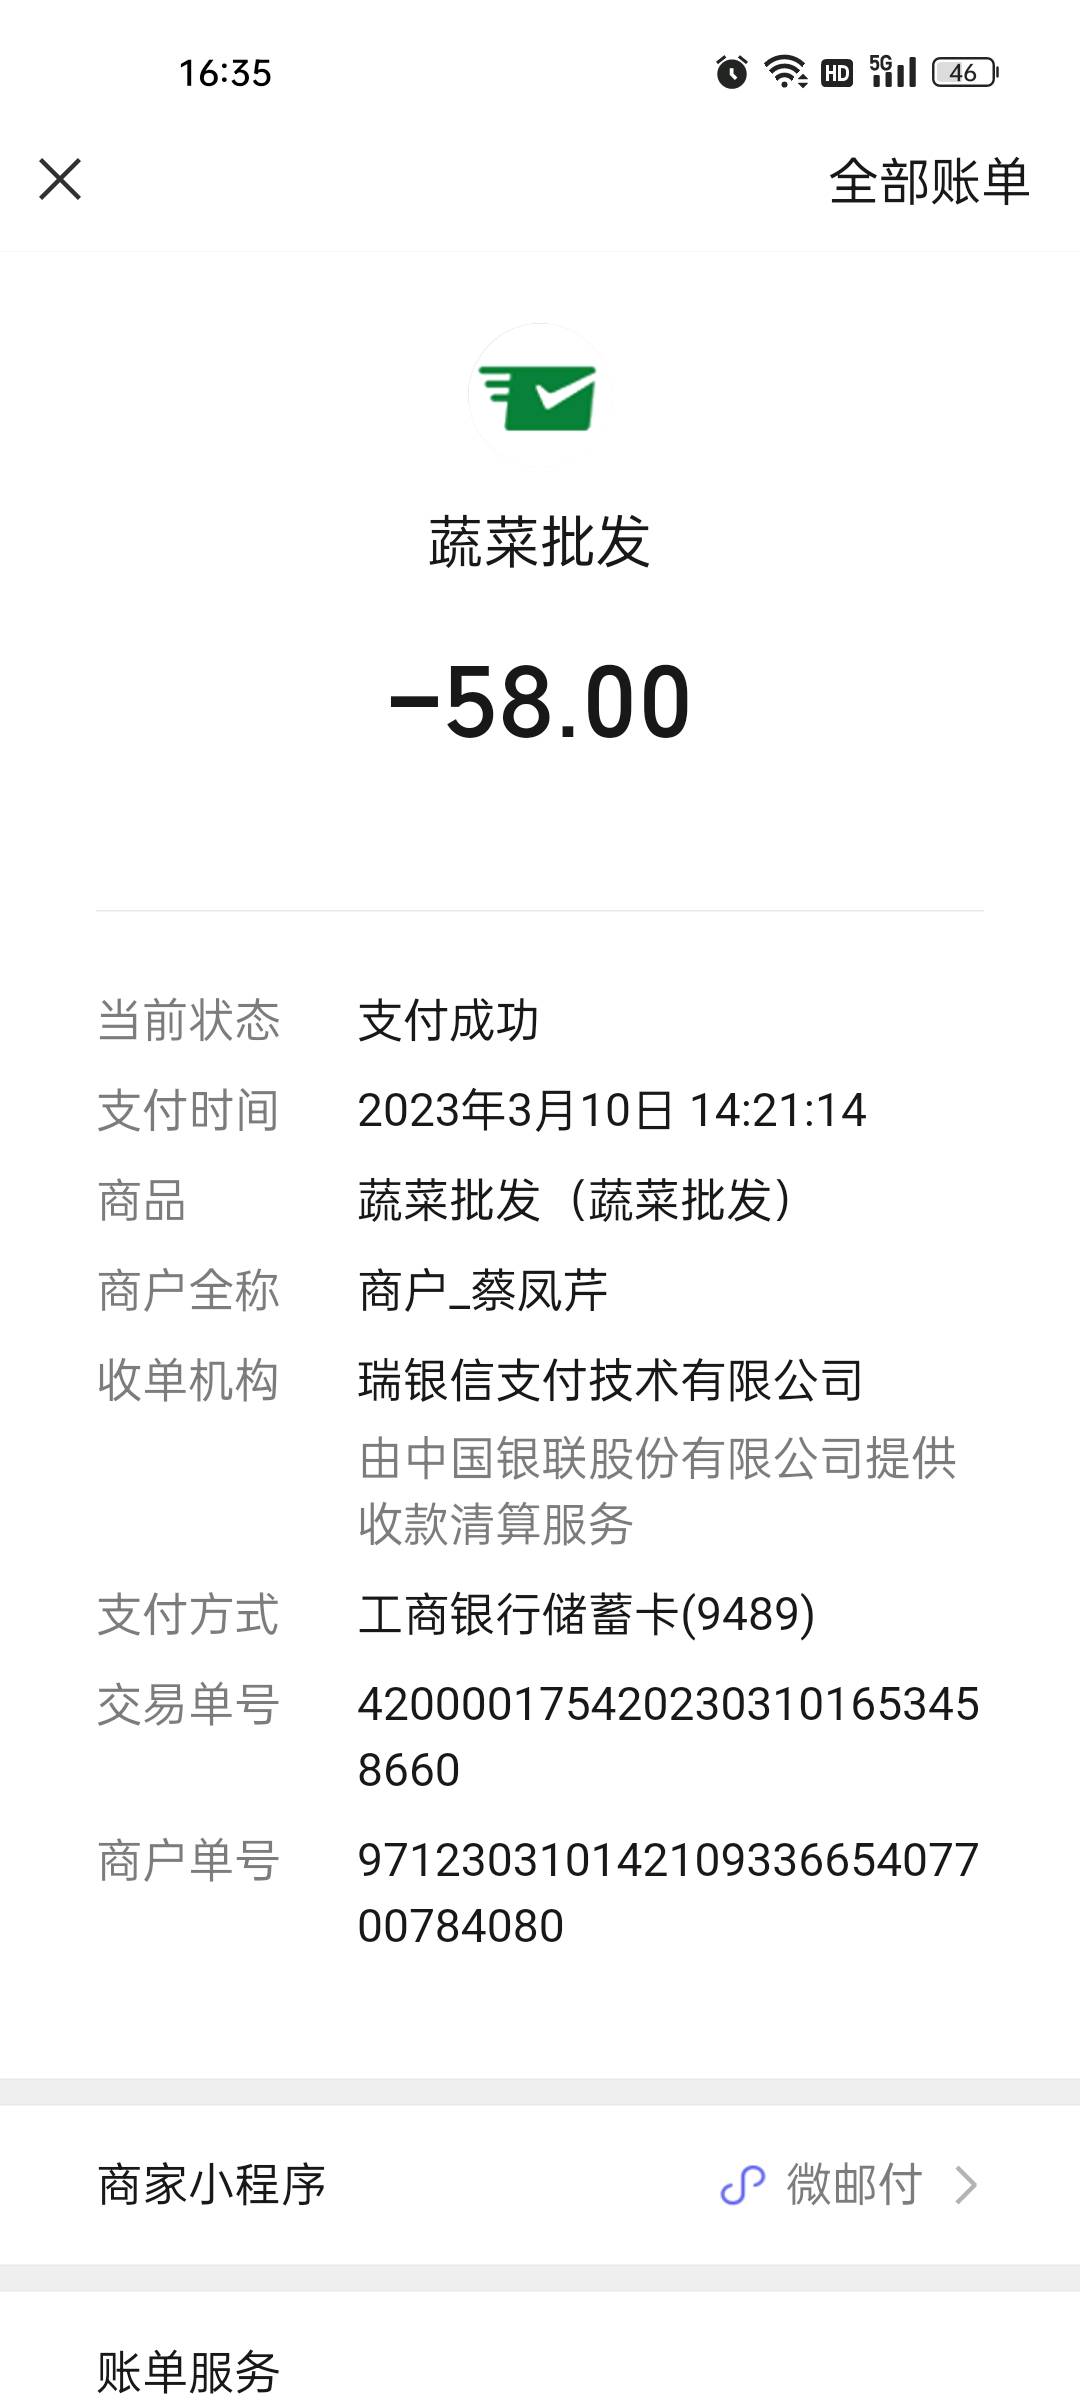 16:35
HD 5G 46
全部账单
蔬菜批发
-58.00
当前状态 支付成功
支付时间 2023年3月10日 14:21:14
商品 蔬菜批发（蔬菜批发）
商户全称 商户_蔡凤芹
收单机构 瑞银信支付技术有限公司
由中国银联股份有限公司提供
收款清算服务
支付方式 工商银行储蓄卡(9489)
交易单号 420000175420230310165345
8660
商户单号 971230310142109336654077
00784080
商家小程序 微邮付
账单服务